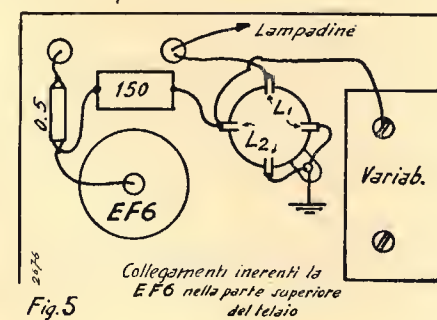 Lampadine
0.5
150
L1
L2
EF6
Variab.
2676
Collegamenti inerenti la
EF6 nella parte superiore
del telaio
Fig. 5